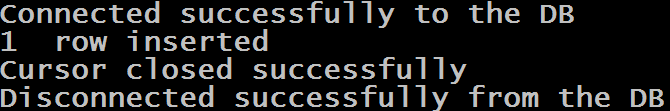 Connected successfully to the DB
1  row inserted
Cursor closed successfully
Disconnected successfully from the DB